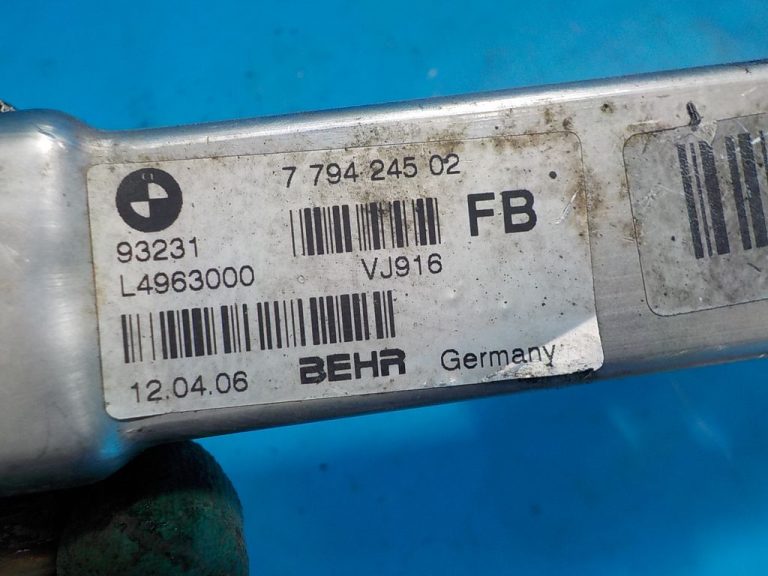 7 794 245 02
FB
93231
L4963000
VJ916
12.04.06
BEHR Germany